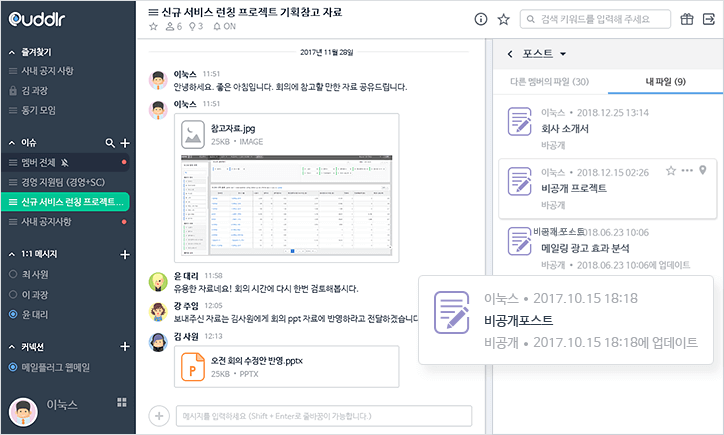 Quddlr
즐겨찾기
사내 공지 사항
김 과장
동기 모임
이슈
멤버 전체
경영 지원팀 (경영+SC)
신규 서비스 런칭 프로젝트...
사내 공지사항
1:1 메시지
최 사원
이 과장
윤 대리
커넥션
메일플러그 웹메일
이눅스
신규 서비스 런칭 프로젝트 기획참고 자료
6 3 ON
검색 키워드를 입력해 주세요
2017년 11월 28일
이눅스 11:51
안녕하세요. 좋은 아침입니다. 회의에 참고할 만한 자료 공유드립니다.
이눅스 11:51
참고자료.jpg
25KB • IMAGE
윤 대리 11:58
유용한 자료네요! 회의 시간에 다시 한번 검토해봅시다.
강 주임 12:05
보내주신 자료는 김사원에게 회의 ppt 자료에 반영하라고 전달하겠습니다
김 사원 12:13
오전 회의 수정안 반영.pptx
25KB • PPTX
메시지를 입력하세요 (Shift + Enter로 줄바꿈이 가능합니다.)
포스트
다른 멤버의 파일 (30) 내 파일 (9)
이눅스 • 2018.12.25 13:14
회사 소개서
비공개
이눅스 • 2018.12.15 02:26
비공개 프로젝트
비공개
2018.06.23 10:06
메일링 광고 효과 분석
비공개 • 2018.06.23 10:06에 업데이트
이눅스 • 2017.10.15 18:18
비공개포스트
비공개 • 2017.10.15 18:18에 업데이트